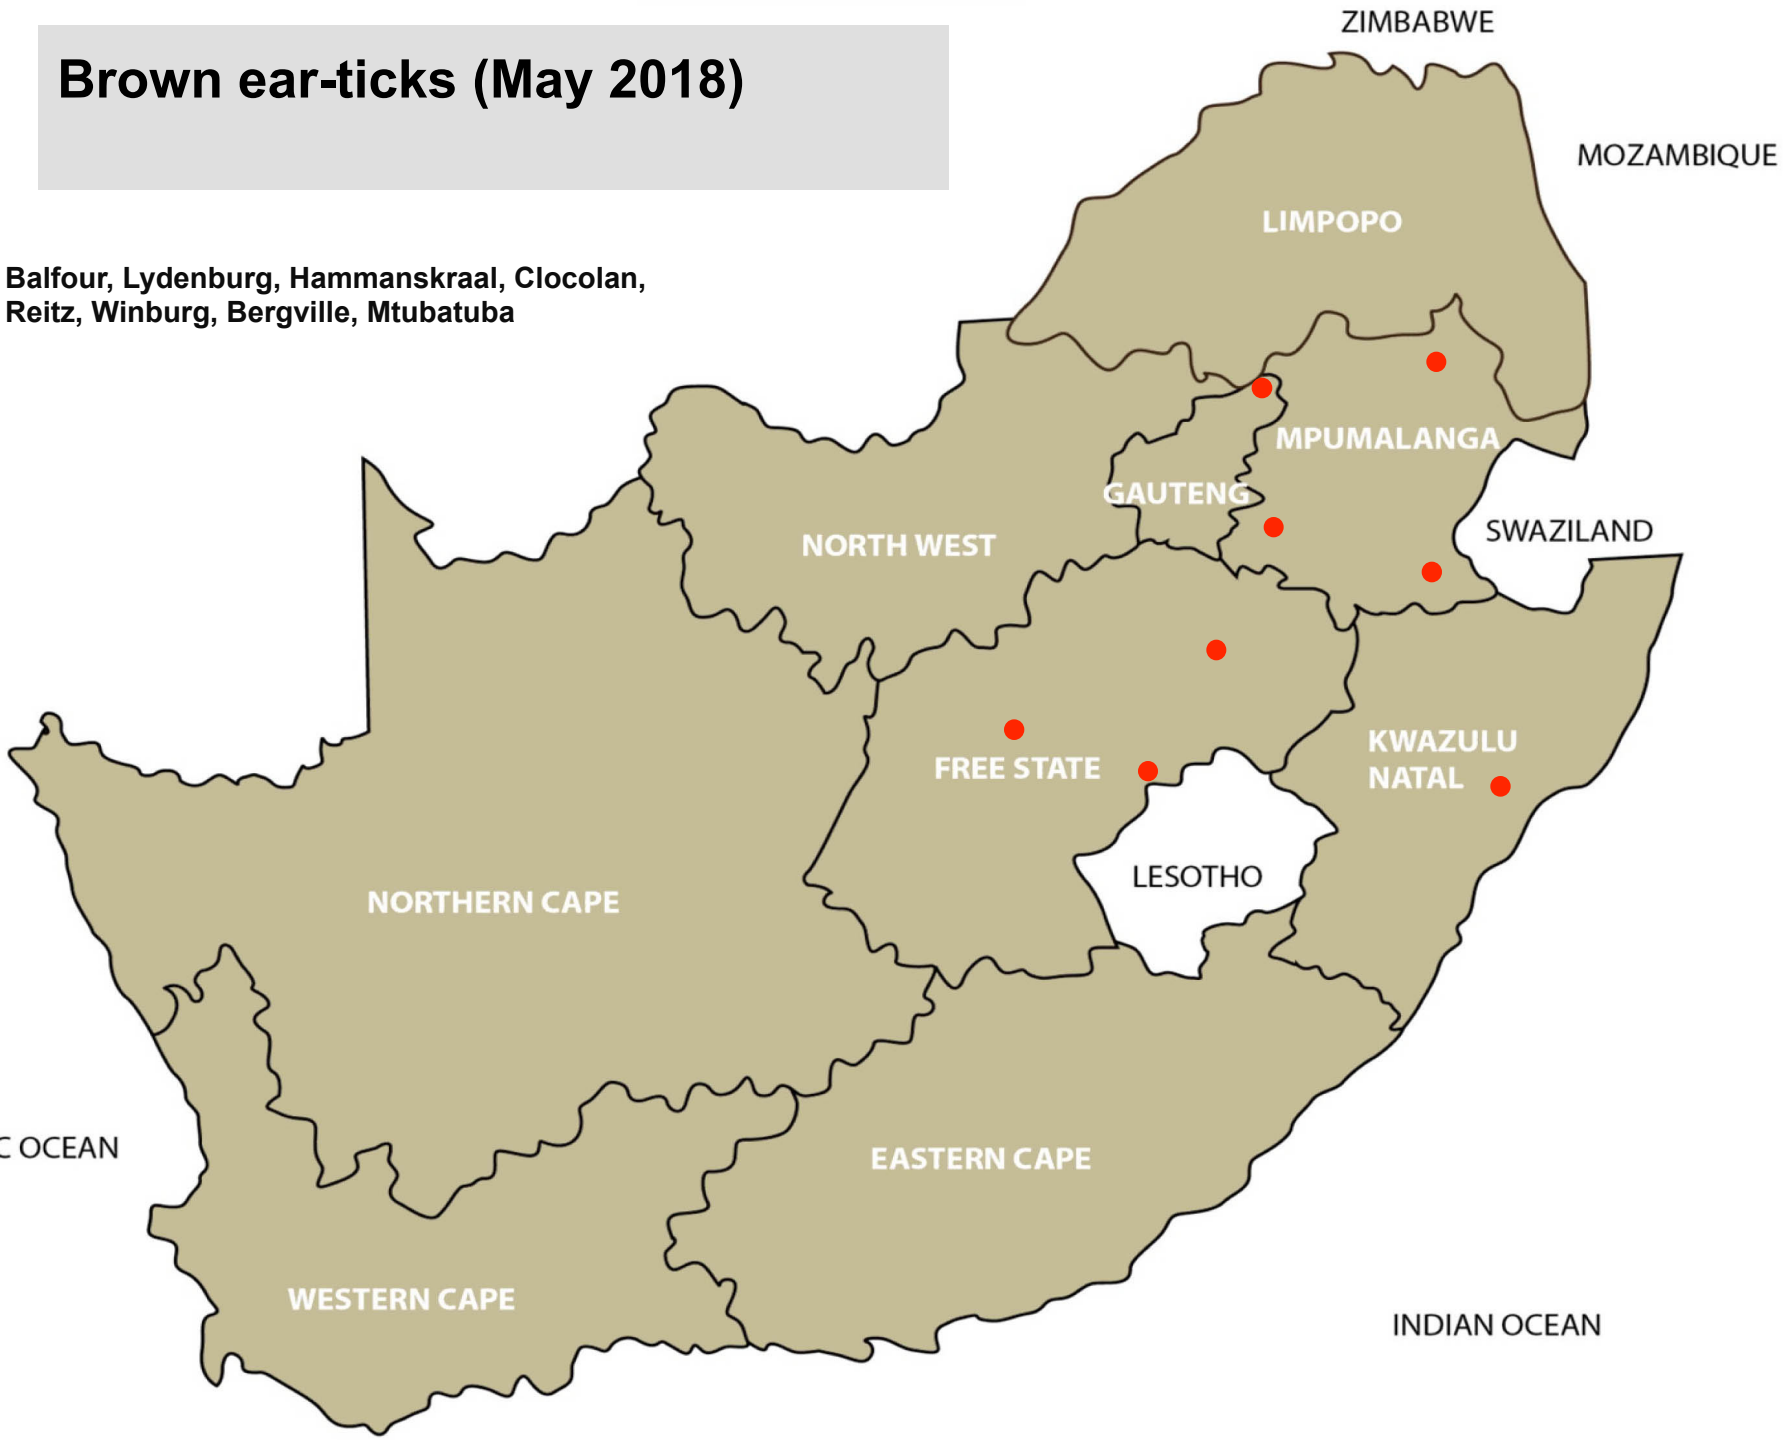 ZIMBABWE
Brown ear-ticks (May 2018)
MOZAMBIQUE
LIMPOPO
Balfour, Lydenburg, Hammanskraal, Clocolan,
Reitz, Winburg, Bergville, Mtubatuba
MPUMALANGA
GAUTENG
SWAZILAND
NORTH WEST
KWAZULU
NATAL
FREE STATE
LESOTHO
NORTHERN CAPE
C OCEAN
EASTERN CAPE
WESTERN CAPE
INDIAN OCEAN